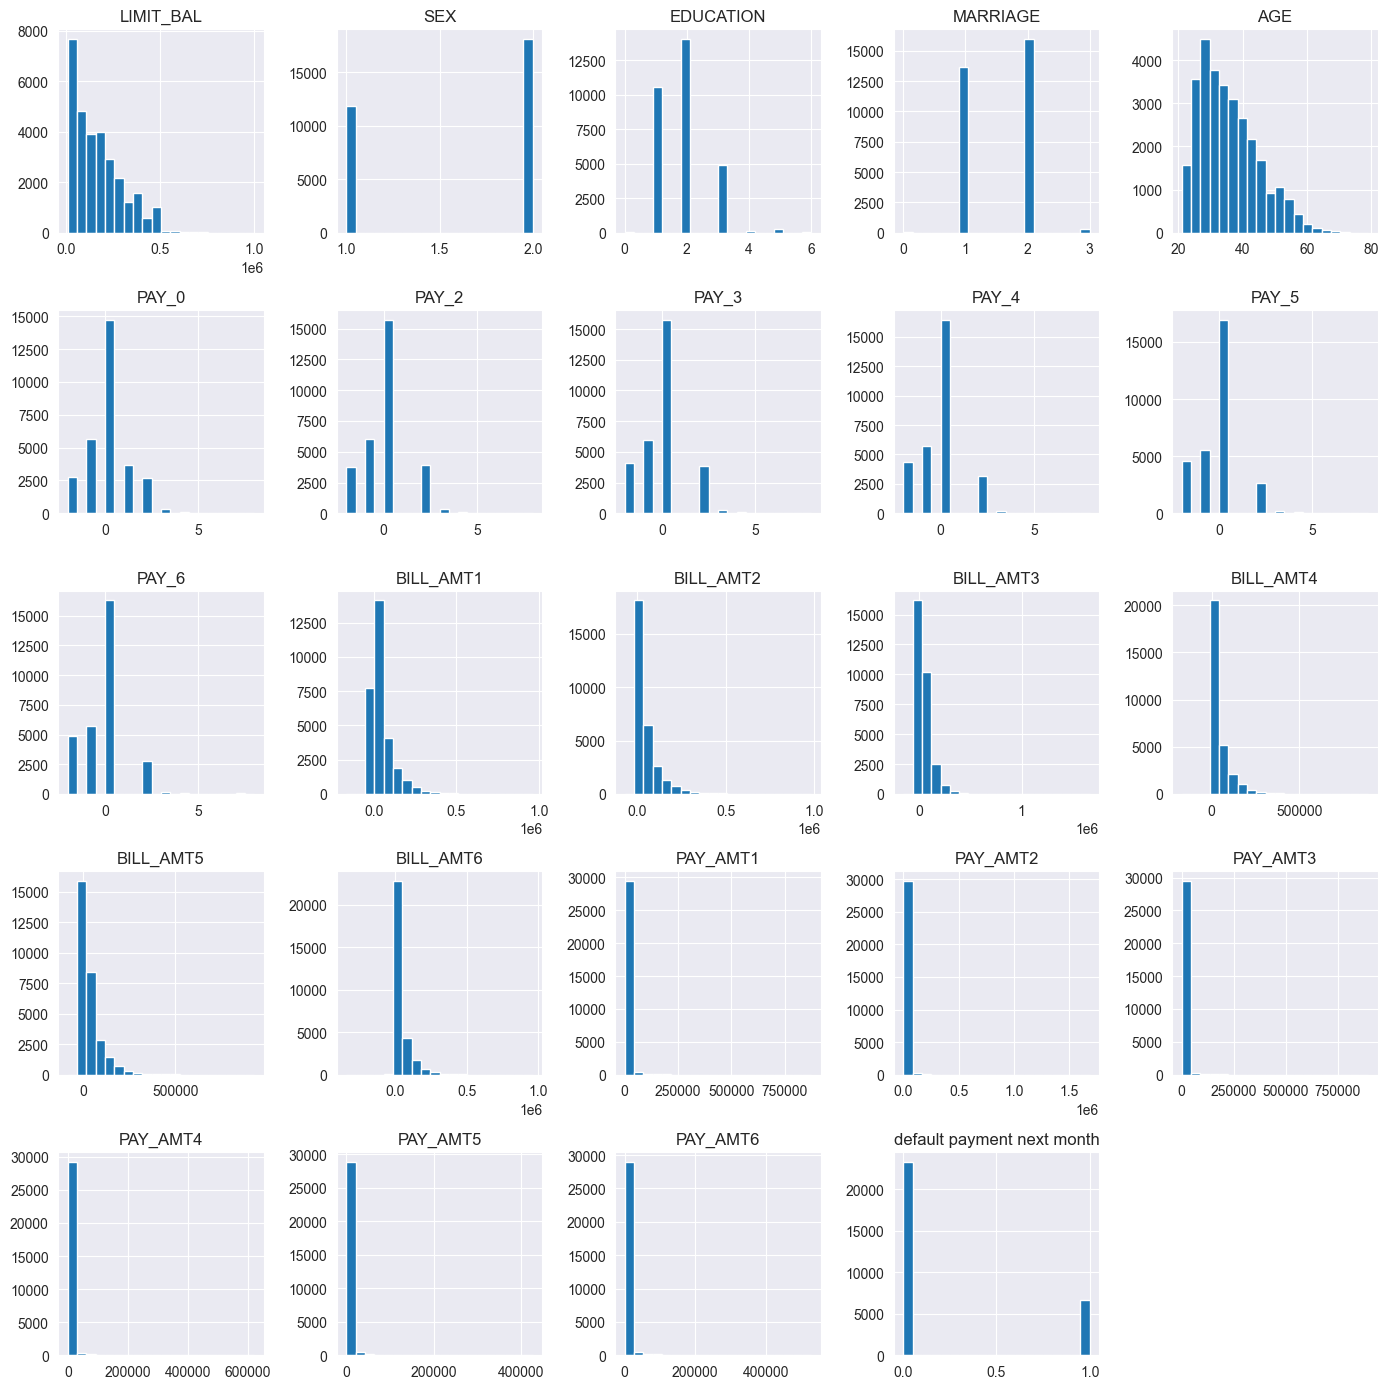 LIMIT_BAL SEX EDUCATION MARRIAGE AGE
8000 6000 4000 2000 0
0.0 0.5 1.0
1e6
15000 10000 5000 0
1.0 1.5 2.0
12500 10000 7500 5000 2500 0
0 2 4 6
15000 12500 10000 7500 5000 2500 0
0 1 2 3
4000 3000 2000 1000 0
20 40 60 80
PAY_0 PAY_2 PAY_3 PAY_4 PAY_5
15000 12500 10000 7500 5000 2500 0
0 5
15000 12500 10000 7500 5000 2500 0
0 5
15000 12500 10000 7500 5000 2500 0
0 5
15000 12500 10000 7500 5000 2500 0
0 5
15000 10000 5000 0
0 5
PAY_6 BILL_AMT1 BILL_AMT2 BILL_AMT3 BILL_AMT4
15000 12500 10000 7500 5000 2500 0
0 5
12500 10000 7500 5000 2500 0
0.0 0.5 1.0
1e6
15000 10000 5000 0
0.0 0.5 1.0
1e6
15000 12500 10000 7500 5000 2500 0
0 1
1e6
20000 15000 10000 5000 0
0 500000
BILL_AMT5 BILL_AMT6 PAY_AMT1 PAY_AMT2 PAY_AMT3
15000 12500 10000 7500 5000 2500 0
0 500000
20000 15000 10000 5000 0
0.0 0.5 1.0
1e6
30000 25000 20000 15000 10000 5000 0
0 250000 500000 750000
30000 25000 20000 15000 10000 5000 0
0.0 0.5 1.0 1.5
1e6
30000 25000 20000 15000 10000 5000 0
0 250000 500000 750000
PAY_AMT4 PAY_AMT5 PAY_AMT6 default payment next month
30000 25000 20000 15000 10000 5000 0
0 200000 400000 600000
30000 25000 20000 15000 10000 5000 0
0 200000 400000
30000 25000 20000 15000 10000 5000 0
0 200000 400000
20000 15000 10000 5000 0
0.0 0.5 1.0